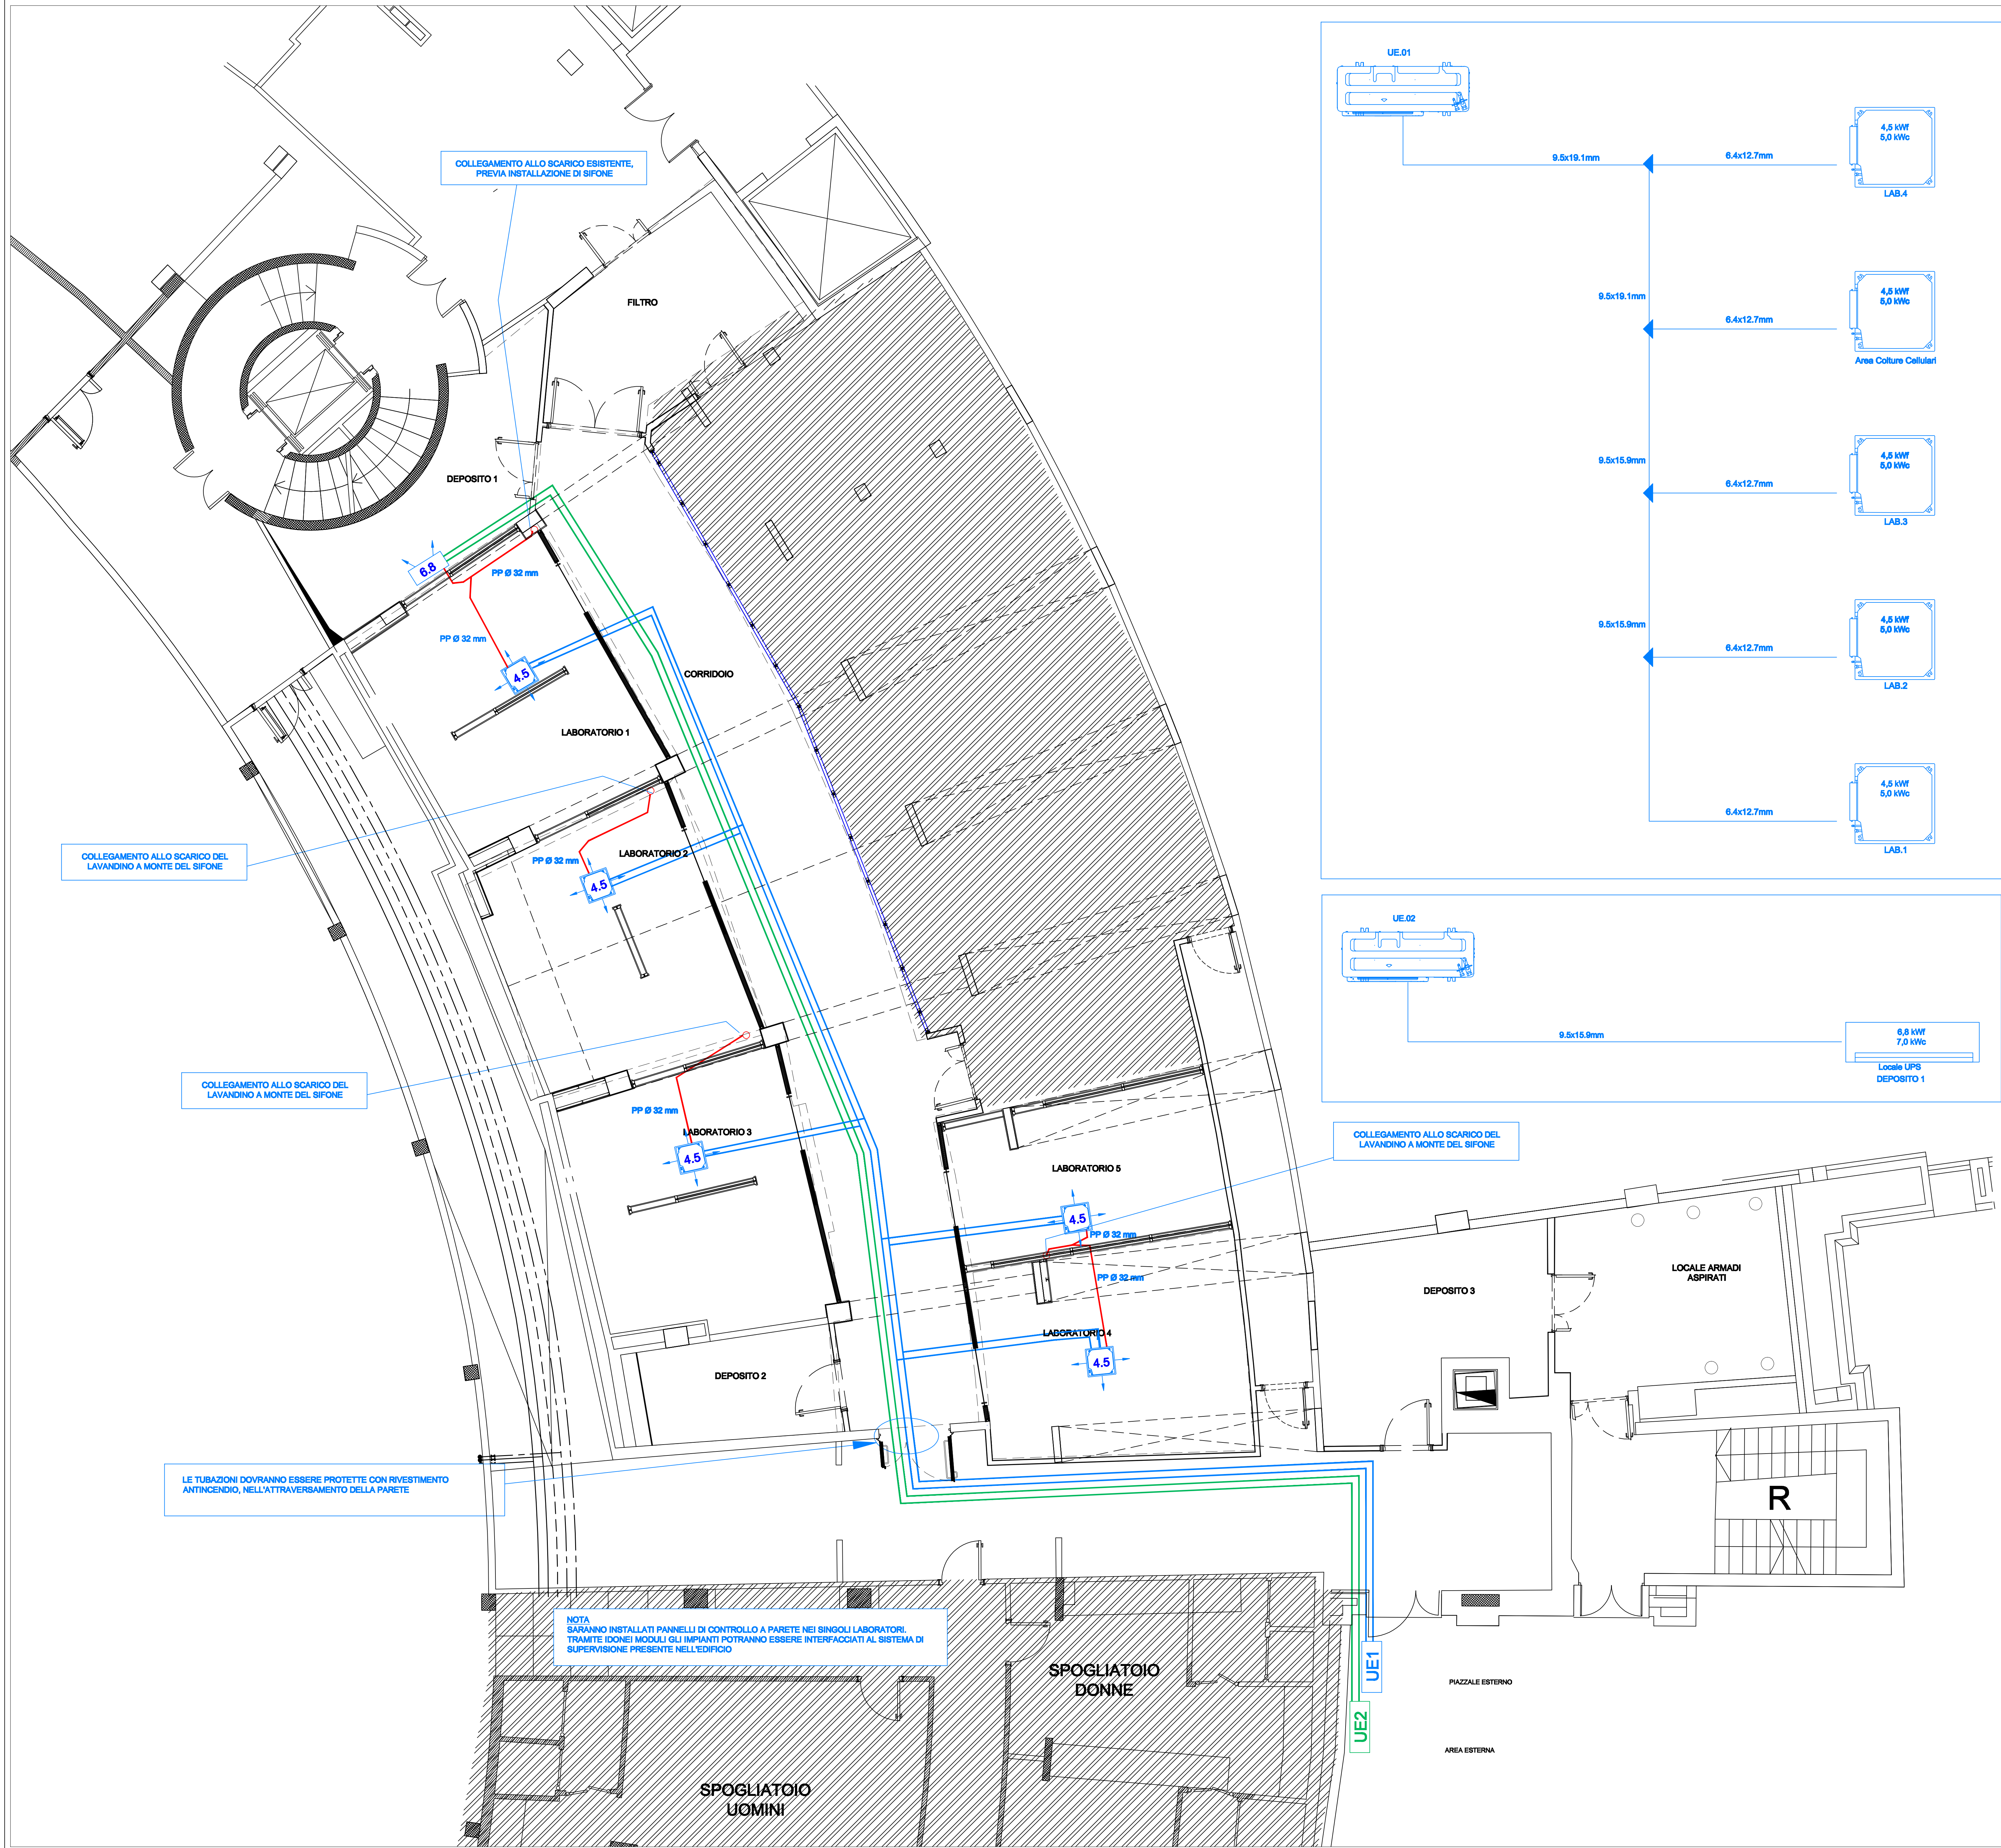 COLLEGAMENTO ALLO SCARICO ESISTENTE,
PREVIA INSTALLAZIONE DI SIFONE
FILTRO
DEPOSITO 1
6.8
PP Ø 32 mm
PP Ø 32 mm
4.5
CORRIDOIO
LABORATORIO 1
COLLEGAMENTO ALLO SCARICO DEL
LAVANDINO A MONTE DEL SIFONE
PP Ø 32 mm
LABORATORIO 2
4.5
COLLEGAMENTO ALLO SCARICO DEL
LAVANDINO A MONTE DEL SIFONE
PP Ø 32 mm
LABORATORIO 3
4.5
COLLEGAMENTO ALLO SCARICO DEL
LAVANDINO A MONTE DEL SIFONE
LABORATORIO 5
4.5
PP Ø 32 mm
PP Ø 32 mm
LABORATORIO 4
4.5
DEPOSITO 2
DEPOSITO 3
LOCALE ARMADI
ASPIRATI
R
LE TUBAZIONI DOVRANNO ESSERE PROTETTE CON RIVESTIMENTO
ANTINCENDIO, NELL'ATTRAVERSAMENTO DELLA PARETE
NOTA
SARANNO INSTALLATI PANNELLI DI CONTROLLO A PARETE NEI SINGOLI LABORATORI.
TRAMITE IDONEI MODULI GLI IMPIANTI POTRANNO ESSERE INTERFACCIATI AL SISTEMA DI
SUPERVISIONE PRESENTE NELL'EDIFICIO
SPOGLIATOIO
DONNE
SPOGLIATOIO
UOMINI
UE1
UE2
PIAZZALE ESTERNO
AREA ESTERNA
UE.01
9.5x19.1mm
6.4x12.7mm
4,5 kWf
5,0 kWc
LAB.4
9.5x19.1mm
6.4x12.7mm
4,5 kWf
5,0 kWc
Area Colture Cellulari
9.5x15.9mm
6.4x12.7mm
4,5 kWf
5,0 kWc
LAB.3
9.5x15.9mm
6.4x12.7mm
4,5 kWf
5,0 kWc
LAB.2
6.4x12.7mm
4,5 kWf
5,0 kWc
LAB.1
UE.02
9.5x15.9mm
6,8 kWf
7,0 kWc
Locale UPS
DEPOSITO 1